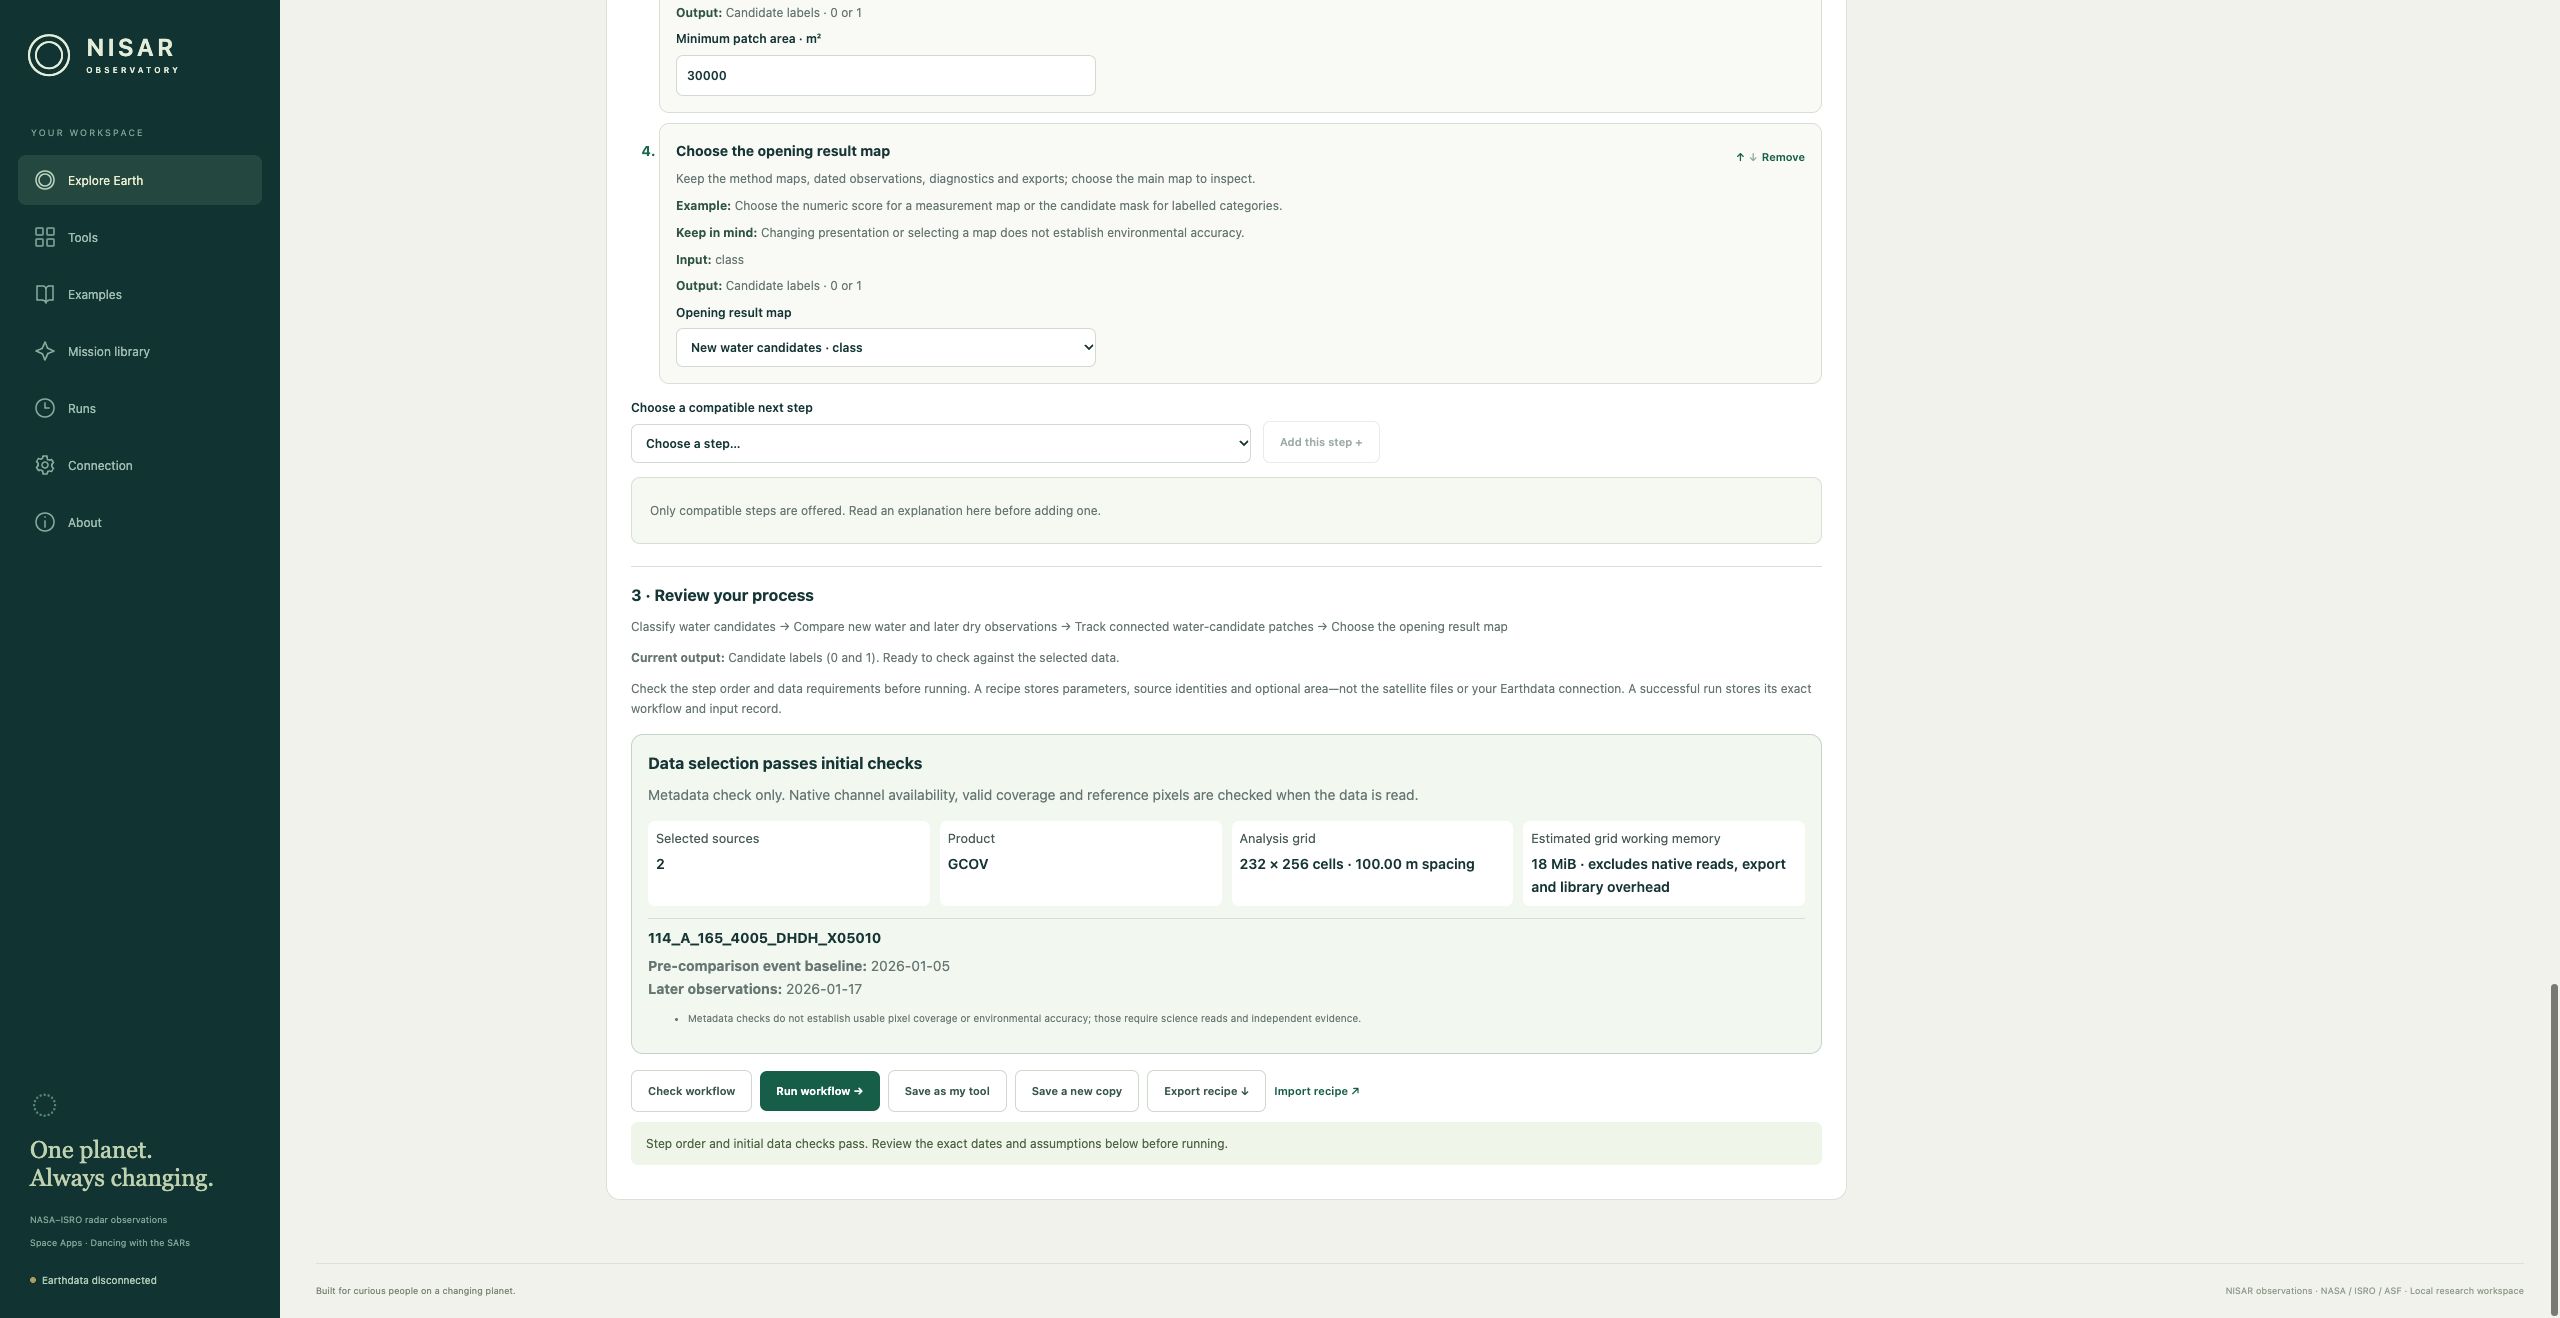 NISAR
OBSERVATORY
YOUR WORKSPACE
Explore Earth
Tools
Examples
Mission library
Runs
Connection
About
One planet.
Always changing.
NASA–ISRO radar observations
Space Apps · Dancing with the SARs
Earthdata disconnected
Output: Candidate labels · 0 or 1
Minimum patch area · m²
30000
4.
Choose the opening result map
↑ ↓ Remove
Keep the method maps, dated observations, diagnostics and exports; choose the main map to inspect.
Example: Choose the numeric score for a measurement map or the candidate mask for labelled categories.
Keep in mind: Changing presentation or selecting a map does not establish environmental accuracy.
Input: class
Output: Candidate labels · 0 or 1
Opening result map
New water candidates · class
Choose a compatible next step
Choose a step...
Add this step +
Only compatible steps are offered. Read an explanation here before adding one.
3 · Review your process
Classify water candidates → Compare new water and later dry observations → Track connected water-candidate patches → Choose the opening result map
Current output: Candidate labels (0 and 1). Ready to check against the selected data.
Check the step order and data requirements before running. A recipe stores parameters, source identities and optional area—not the satellite files or your Earthdata connection. A successful run stores its exact
workflow and input record.
Data selection passes initial checks
Metadata check only. Native channel availability, valid coverage and reference pixels are checked when the data is read.
Selected sources
2
Product
GCOV
Analysis grid
232 × 256 cells · 100.00 m spacing
Estimated grid working memory
18 MiB · excludes native reads, export
and library overhead
114_A_165_4005_DHDH_X05010
Pre-comparison event baseline: 2026-01-05
Later observations: 2026-01-17
• Metadata checks do not establish usable pixel coverage or environmental accuracy; those require science reads and independent evidence.
Check workflow
Run workflow →
Save as my tool
Save a new copy
Export recipe ↓
Import recipe ↗
Step order and initial data checks pass. Review the exact dates and assumptions below before running.
Built for curious people on a changing planet.
NISAR observations · NASA / ISRO / ASF · Local research workspace